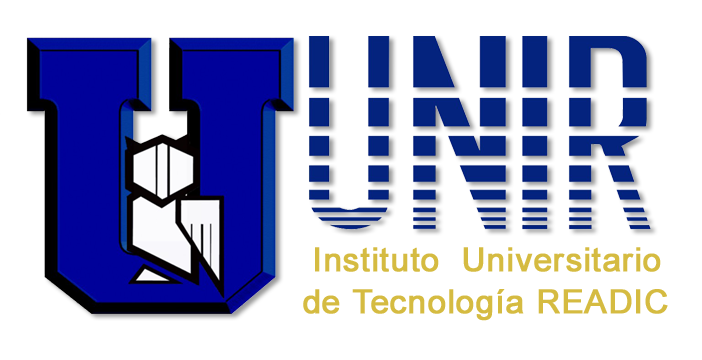 U
UNIR
Instituto Universitario
de Tecnología READIC